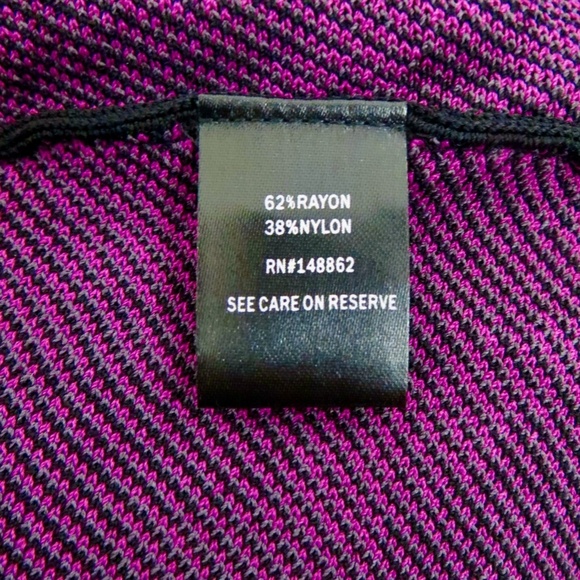 62%RAYON
38%NYLON
RN#148862
SEE CARE ON RESERVE